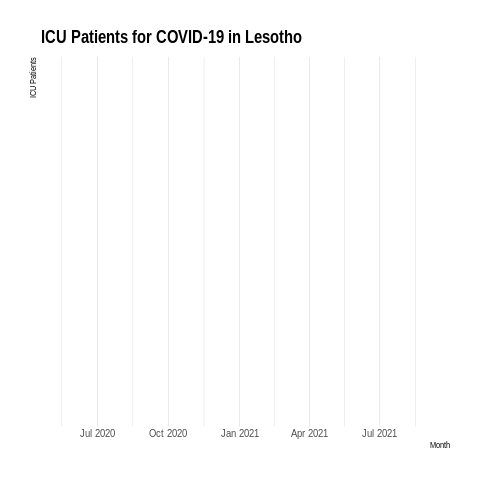 ICU Patients for COVID-19 in Lesotho
ICU Patients
Jul 2020 Oct 2020 Jan 2021 Apr 2021 Jul 2021
Month